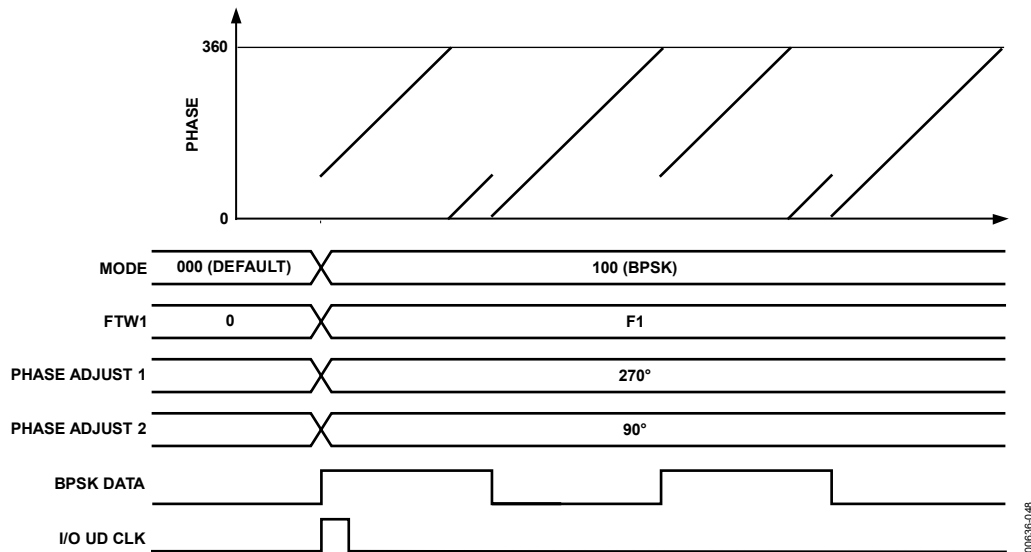 360
PHASE
0
MODE 000 (DEFAULT) 100 (BPSK)
FTW1 0 F1
PHASE ADJUST 1 270°
PHASE ADJUST 2 90°
BPSK DATA
I/O UD CLK
00636-048